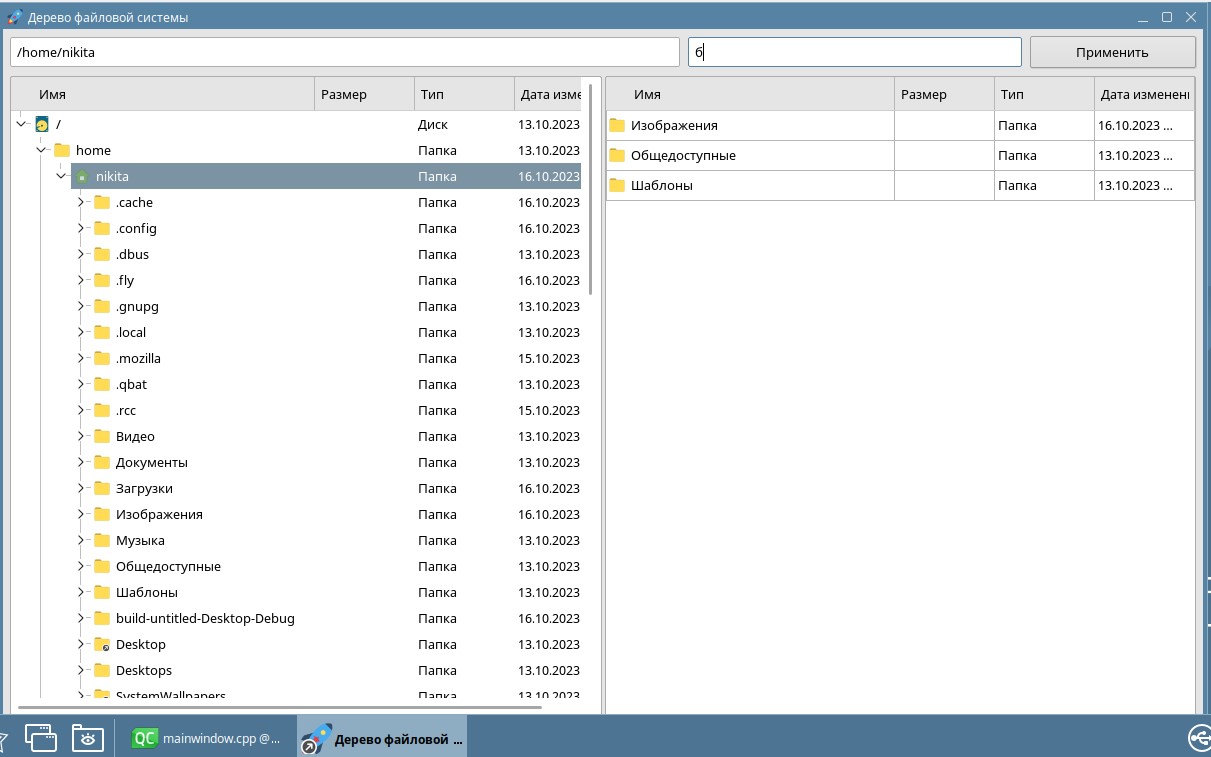 Дерево файловой системы
/home/nikita б Применить
Имя Размер Тип Дата изме
/ Диск 13.10.2023
home Папка 13.10.2023
nikita Папка 16.10.2023
.cache Папка 16.10.2023
.config Папка 16.10.2023
.dbus Папка 13.10.2023
.fly Папка 16.10.2023
.gnupg Папка 13.10.2023
.local Папка 13.10.2023
.mozilla Папка 15.10.2023
.qbat Папка 13.10.2023
.rcc Папка 15.10.2023
Видео Папка 13.10.2023
Документы Папка 13.10.2023
Загрузки Папка 16.10.2023
Изображения Папка 16.10.2023
Музыка Папка 13.10.2023
Общедоступные Папка 13.10.2023
Шаблоны Папка 13.10.2023
build-untitled-Desktop-Debug Папка 16.10.2023
Desktop Папка 13.10.2023
Desktops Папка 13.10.2023
SystemWallpapers Папка 13.10.2023
Имя Размер Тип Дата изменени
Изображения Папка 16.10.2023 ...
Общедоступные Папка 13.10.2023 ...
Шаблоны Папка 13.10.2023 ...
QC mainwindow.cpp @... Дерево файловой ...